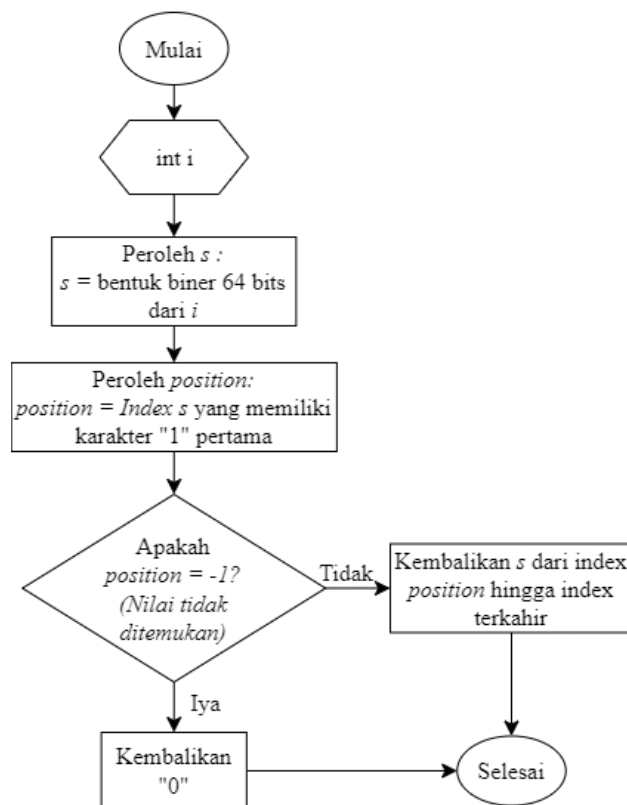 Mulai
int i
Peroleh s :
s = bentuk biner 64 bits
dari i
Peroleh position:
position = Index s yang memiliki
karakter "1" pertama
Apakah
position = -1?
(Nilai tidak
ditemukan)
Tidak
Kembalikan s dari index
position hingga index
terkahir
Iya
Kembalikan
"0"
Selesai